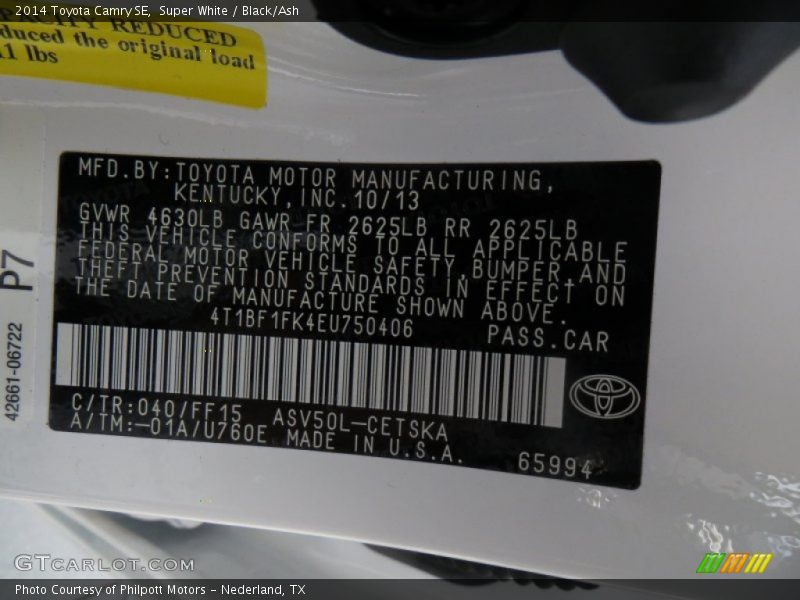 2014 Toyota Camry SE, Super White / Black/Ash
CAPACITY REDUCED
duced the original load
.1 lbs
MFD.BY:TOYOTA MOTOR MANUFACTURING,
KENTUCKY,INC.10/13
GVWR 4630LB GAWR FR 2625LB RR 2625LB
THIS VEHICLE CONFORMS TO ALL APPLICABLE
FEDERAL MOTOR VEHICLE SAFETY,BUMPER,AND
THEFT PREVENTION STANDARDS IN EFFECT ON
THE DATE OF MANUFACTURE SHOWN ABOVE.
4T1BF1FK4EU750406 PASS.CAR
C/TR:040/FF15 ASV50L-CETSKA
A/TM:-01A/U760E MADE IN U.S.A.
65994
P7
42661-06722
GTCarLot.com
Photo Courtesy of Philpott Motors - Nederland, TX